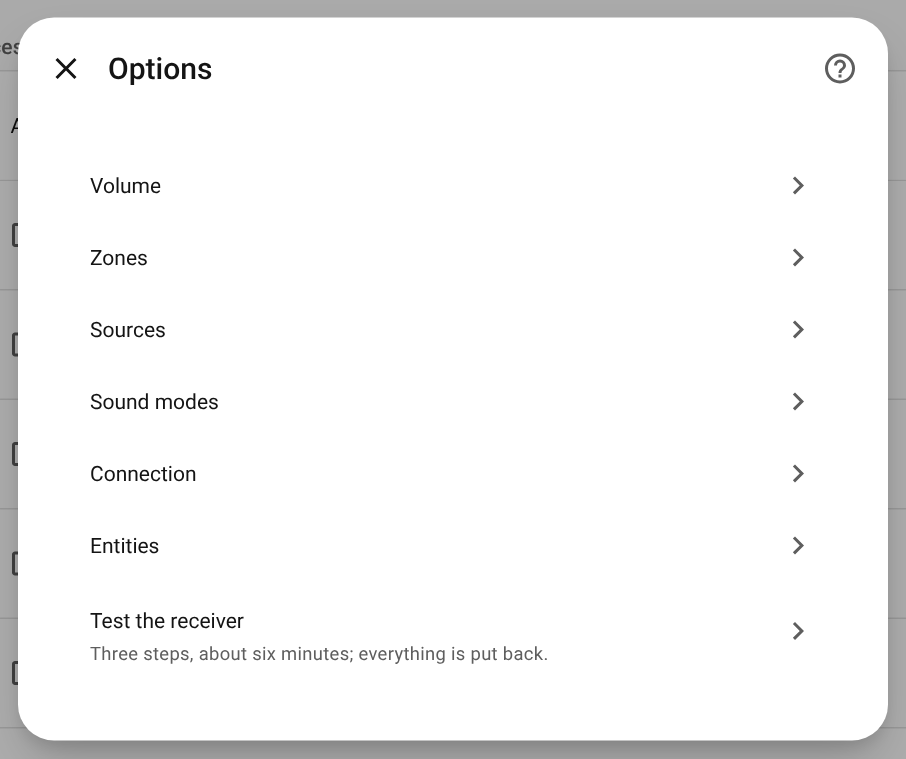 Options
Volume
Zones
Sources
Sound modes
Connection
Entities
Test the receiver
Three steps, about six minutes; everything is put back.